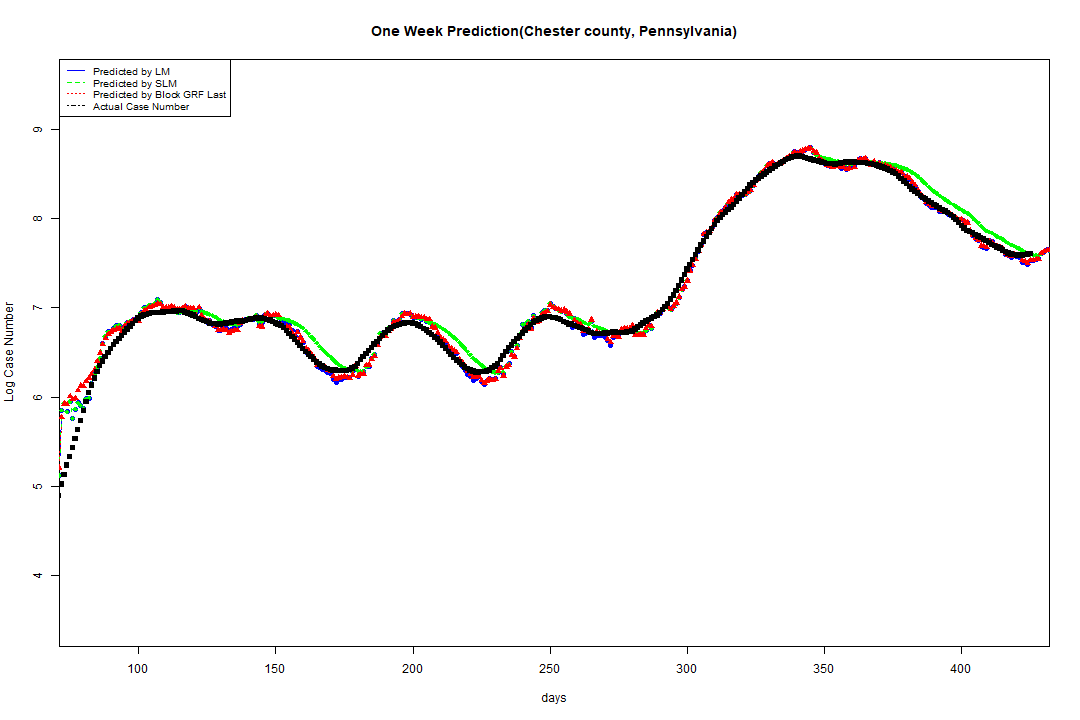 One Week Prediction(Chester county, Pennsylvania)
Predicted by LM
Predicted by SLM
Predicted by Block GRF Last
Actual Case Number
9
8
7
6
5
4
Log Case Number
100 150 200 250 300 350 400
days